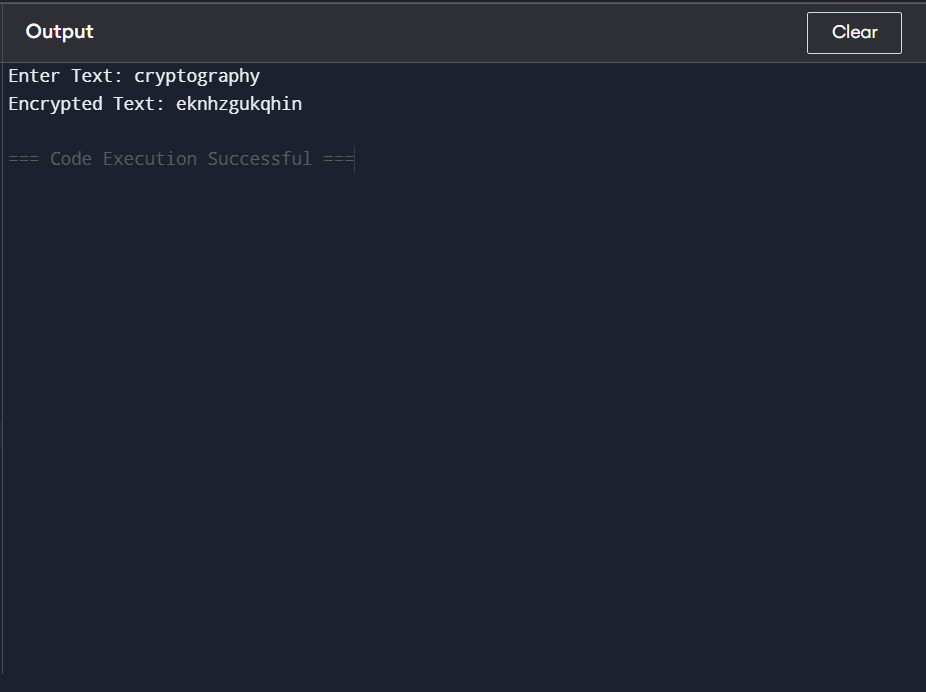 Output
Clear
Enter Text: cryptography
Encrypted Text: eknhzgukqhin
=== Code Execution Successful ===